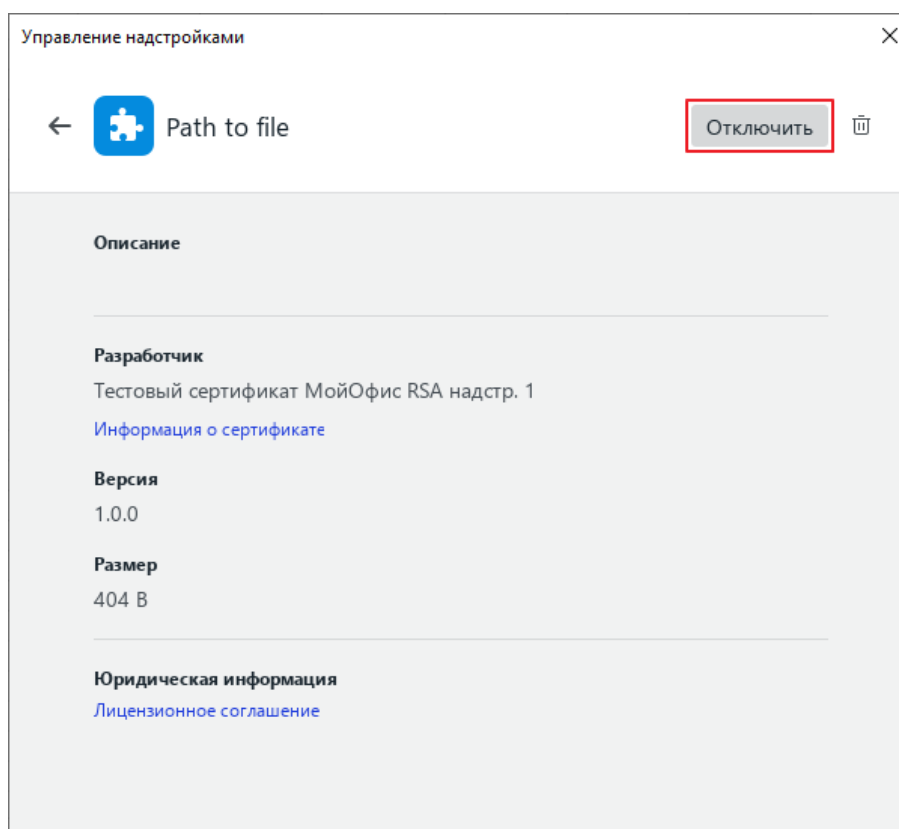 Управление надстройками
Path to file
Отключить
Описание
Разработчик
Тестовый сертификат МойОфис RSA надстр. 1
Информация о сертификате
Версия
1.0.0
Размер
404 B
Юридическая информация
Лицензионное соглашение